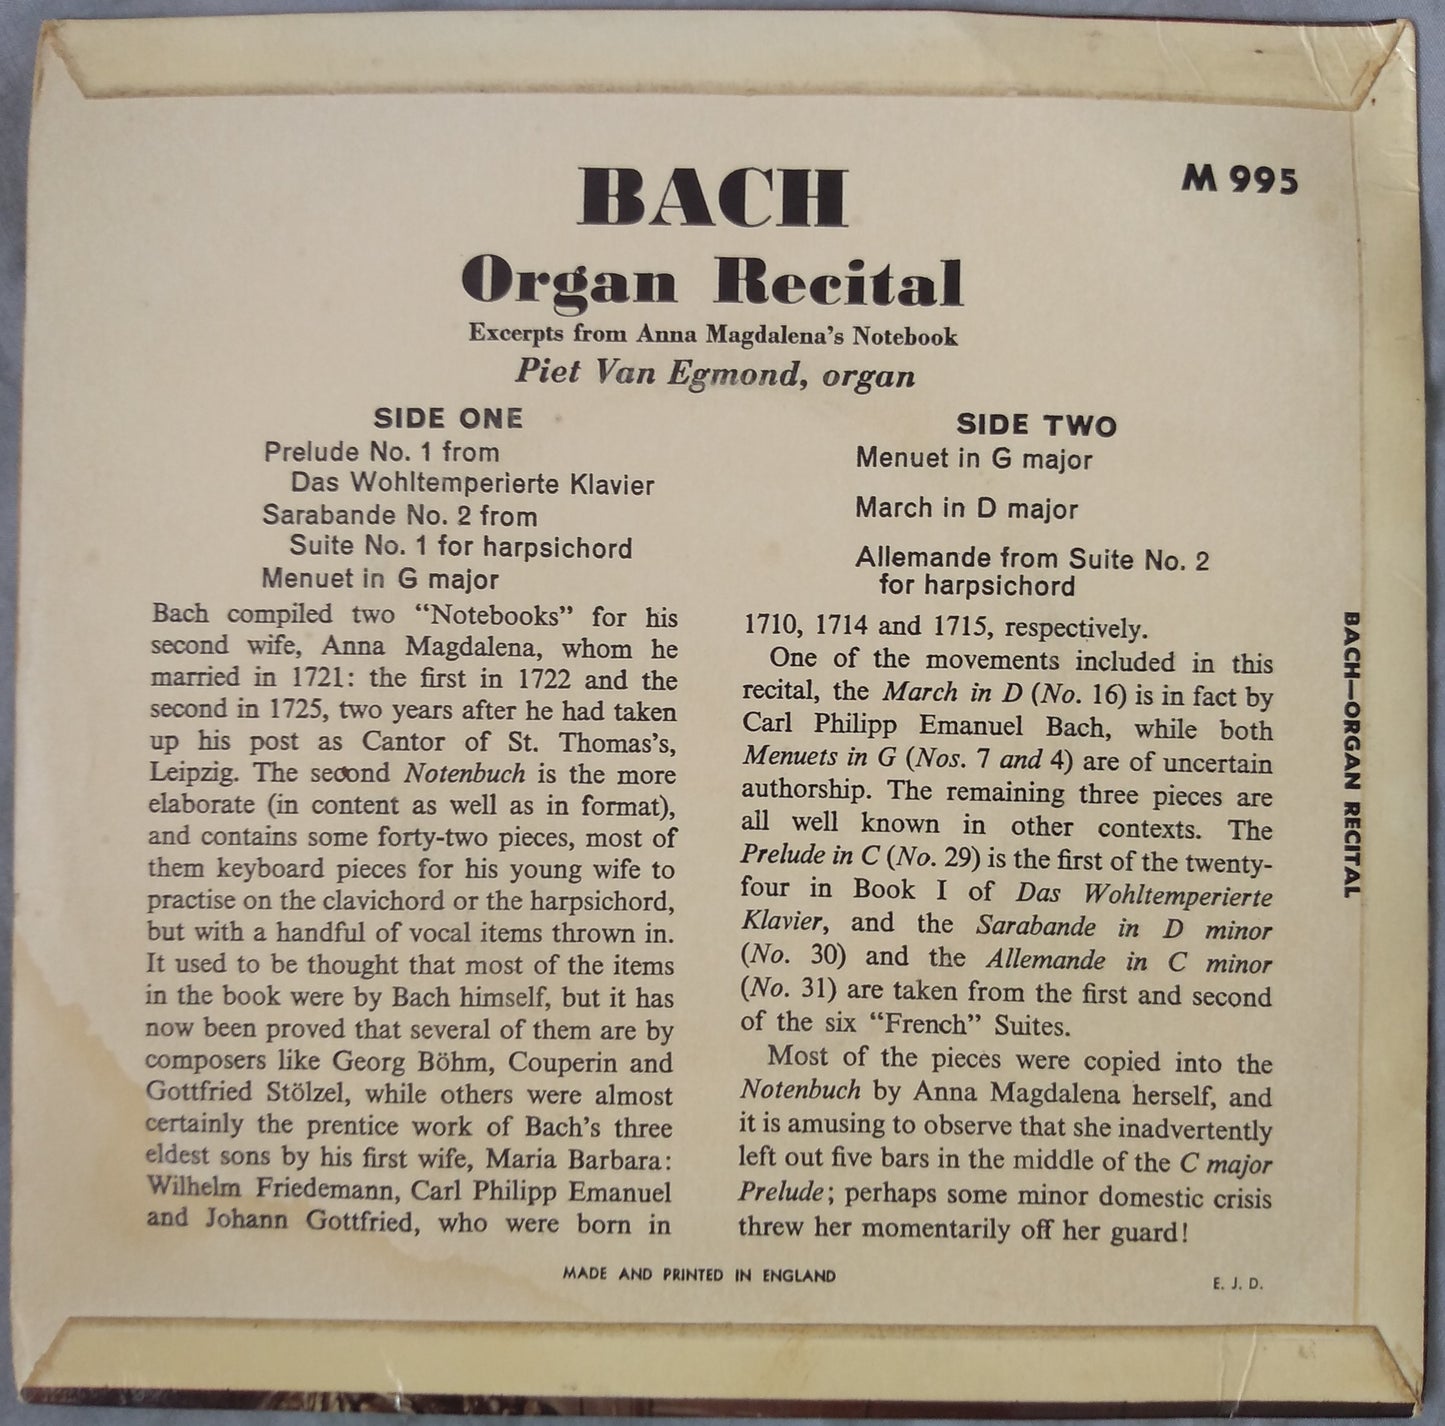 M 995
BACH
Organ Recital
Excerpts from Anna Magdalena's Notebook
Piet Van Egmond, organ
SIDE ONE
Prelude No. 1 from
Das Wohltemperierte Klavier
Sarabande No. 2 from
Suite No. 1 for harpsichord
Menuet in G major
SIDE TWO
Menuet in G major
March in D major
Allemande from Suite No. 2
for harpsichord
Bach compiled two “Notebooks” for his
second wife, Anna Magdalena, whom he
married in 1721: the first in 1722 and the
second in 1725, two years after he had taken
up his post as Cantor of St. Thomas's,
Leipzig. The second Notenbuch is the more
elaborate (in content as well as in format),
and contains some forty-two pieces, most of
them keyboard pieces for his young wife to
practise on the clavichord or the harpsichord,
but with a handful of vocal items thrown in.
It used to be thought that most of the items
in the book were by Bach himself, but it has
now been proved that several of them are by
composers like Georg Böhm, Couperin and
Gottfried Stölzel, while others were almost
certainly the prentice work of Bach's three
eldest sons by his first wife, Maria Barbara:
Wilhelm Friedemann, Carl Philipp Emanuel
and Johann Gottfried, who were born in
1710, 1714 and 1715, respectively.
One of the movements included in this
recital, the March in D (No. 16) is in fact by
Carl Philipp Emanuel Bach, while both
Menuets in G (Nos. 7 and 4) are of uncertain
authorship. The remaining three pieces are
all well known in other contexts. The
Prelude in C (No. 29) is the first of the twenty-
four in Book I of Das Wohltemperierte
Klavier, and the Sarabande in D minor
(No. 30) and the Allemande in C minor
(No. 31) are taken from the first and second
of the six “French” Suites.
Most of the pieces were copied into the
Notenbuch by Anna Magdalena herself, and
it is amusing to observe that she inadvertently
left out five bars in the middle of the C major
Prelude; perhaps some minor domestic crisis
threw her momentarily off her guard!
MADE AND PRINTED IN ENGLAND
E. J. D.
BACH—ORGAN RECITAL